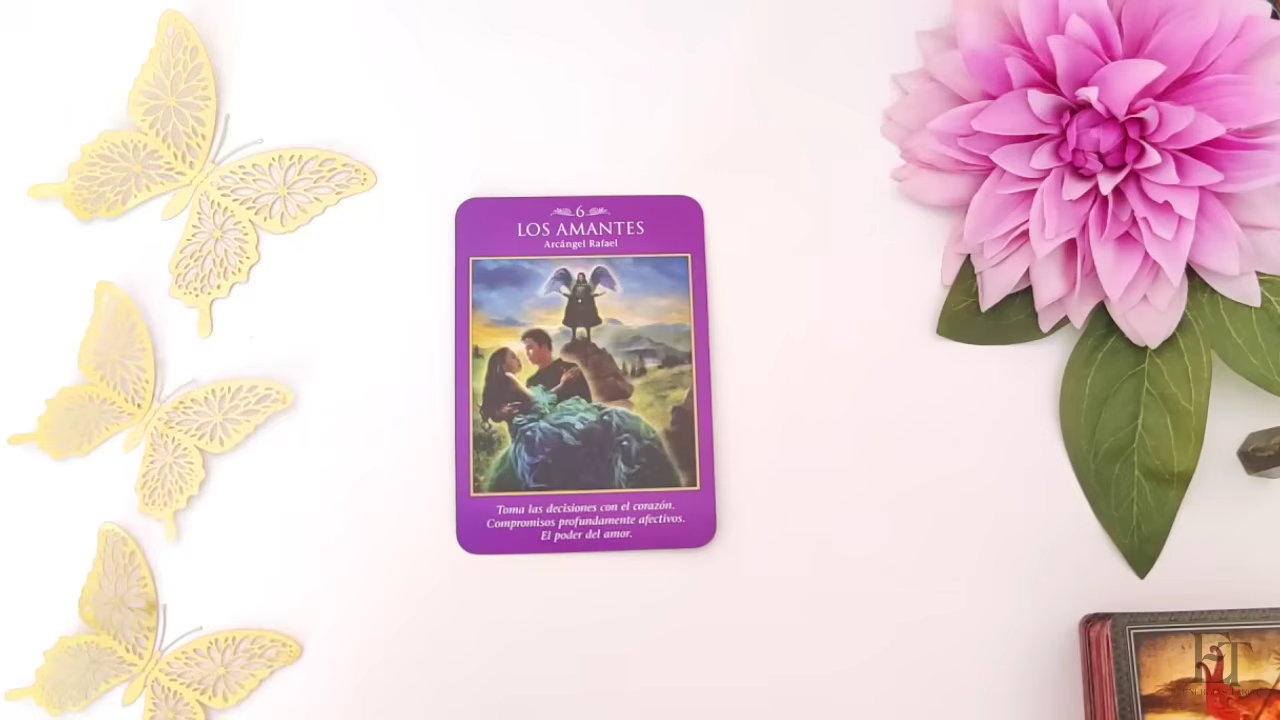 6
LOS AMANTES
Arcángel Rafael
Toma las decisiones con el corazón.
Compromisos profundamente afectivos.
El poder del amor.